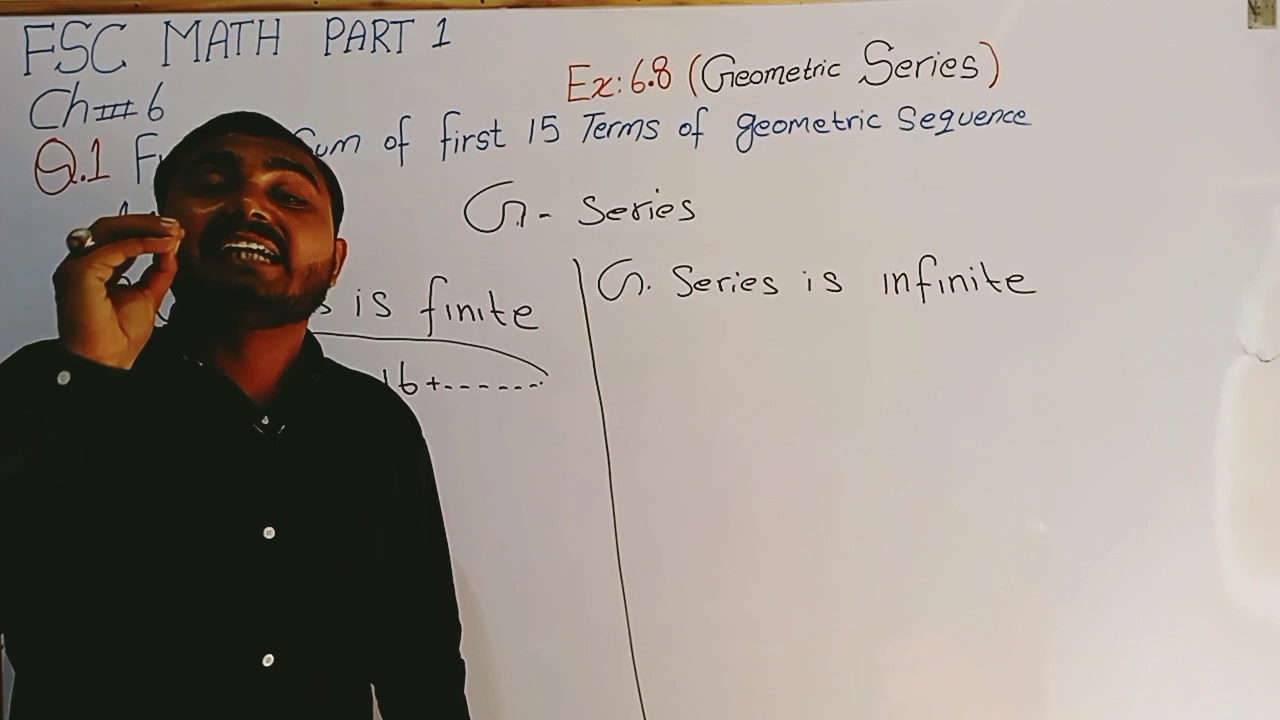 FSC MATH PART 1
Ex: 6.8 (Geometric Series)
Ch# 6
Q.1 Sum of first 15 Terms of geometric Sequence
G.- Series
is finite
G. Series is infinite
16+-------